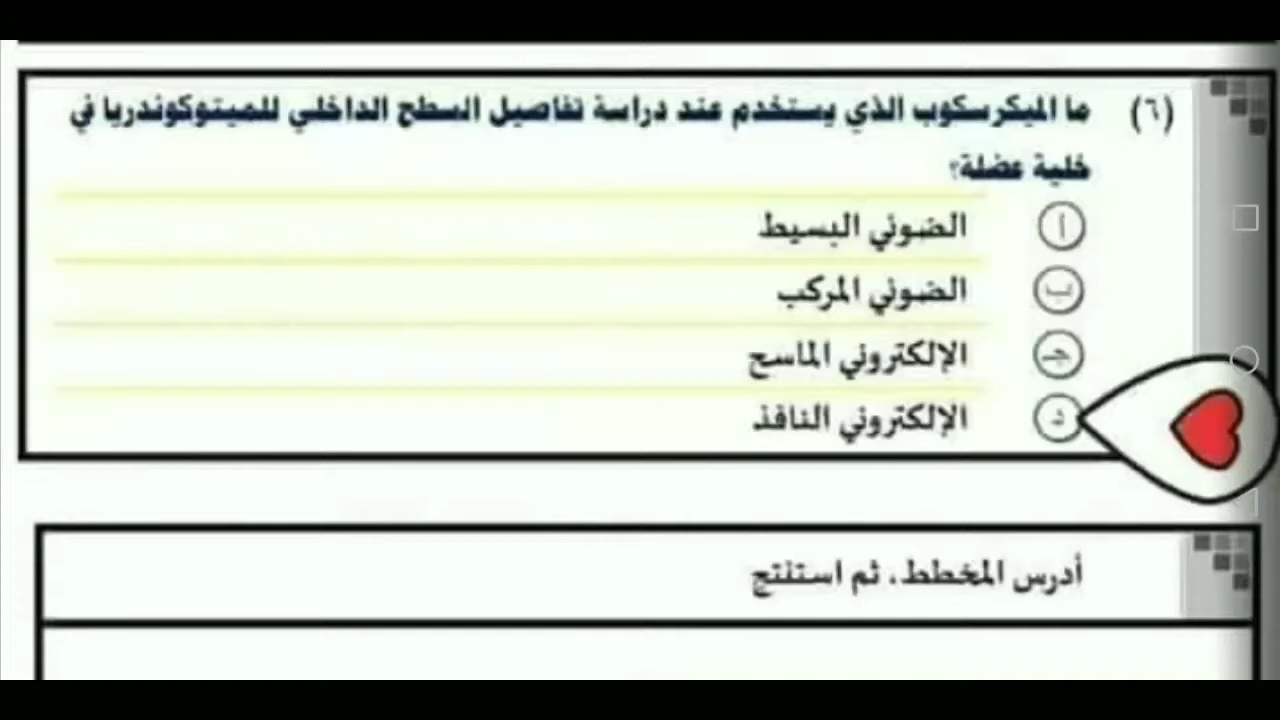 (٦) ما الميكرسكوب الذي يستخدم عند دراسة تفاصيل السطح الداخلي للميتوكوندريا في
خلية عضلة؟
أ الضوئي البسيط
ب الضوئي المركب
جـ الإلكتروني الماسح
د الإلكتروني النافذ
أدرس المخطط، ثم استنتج